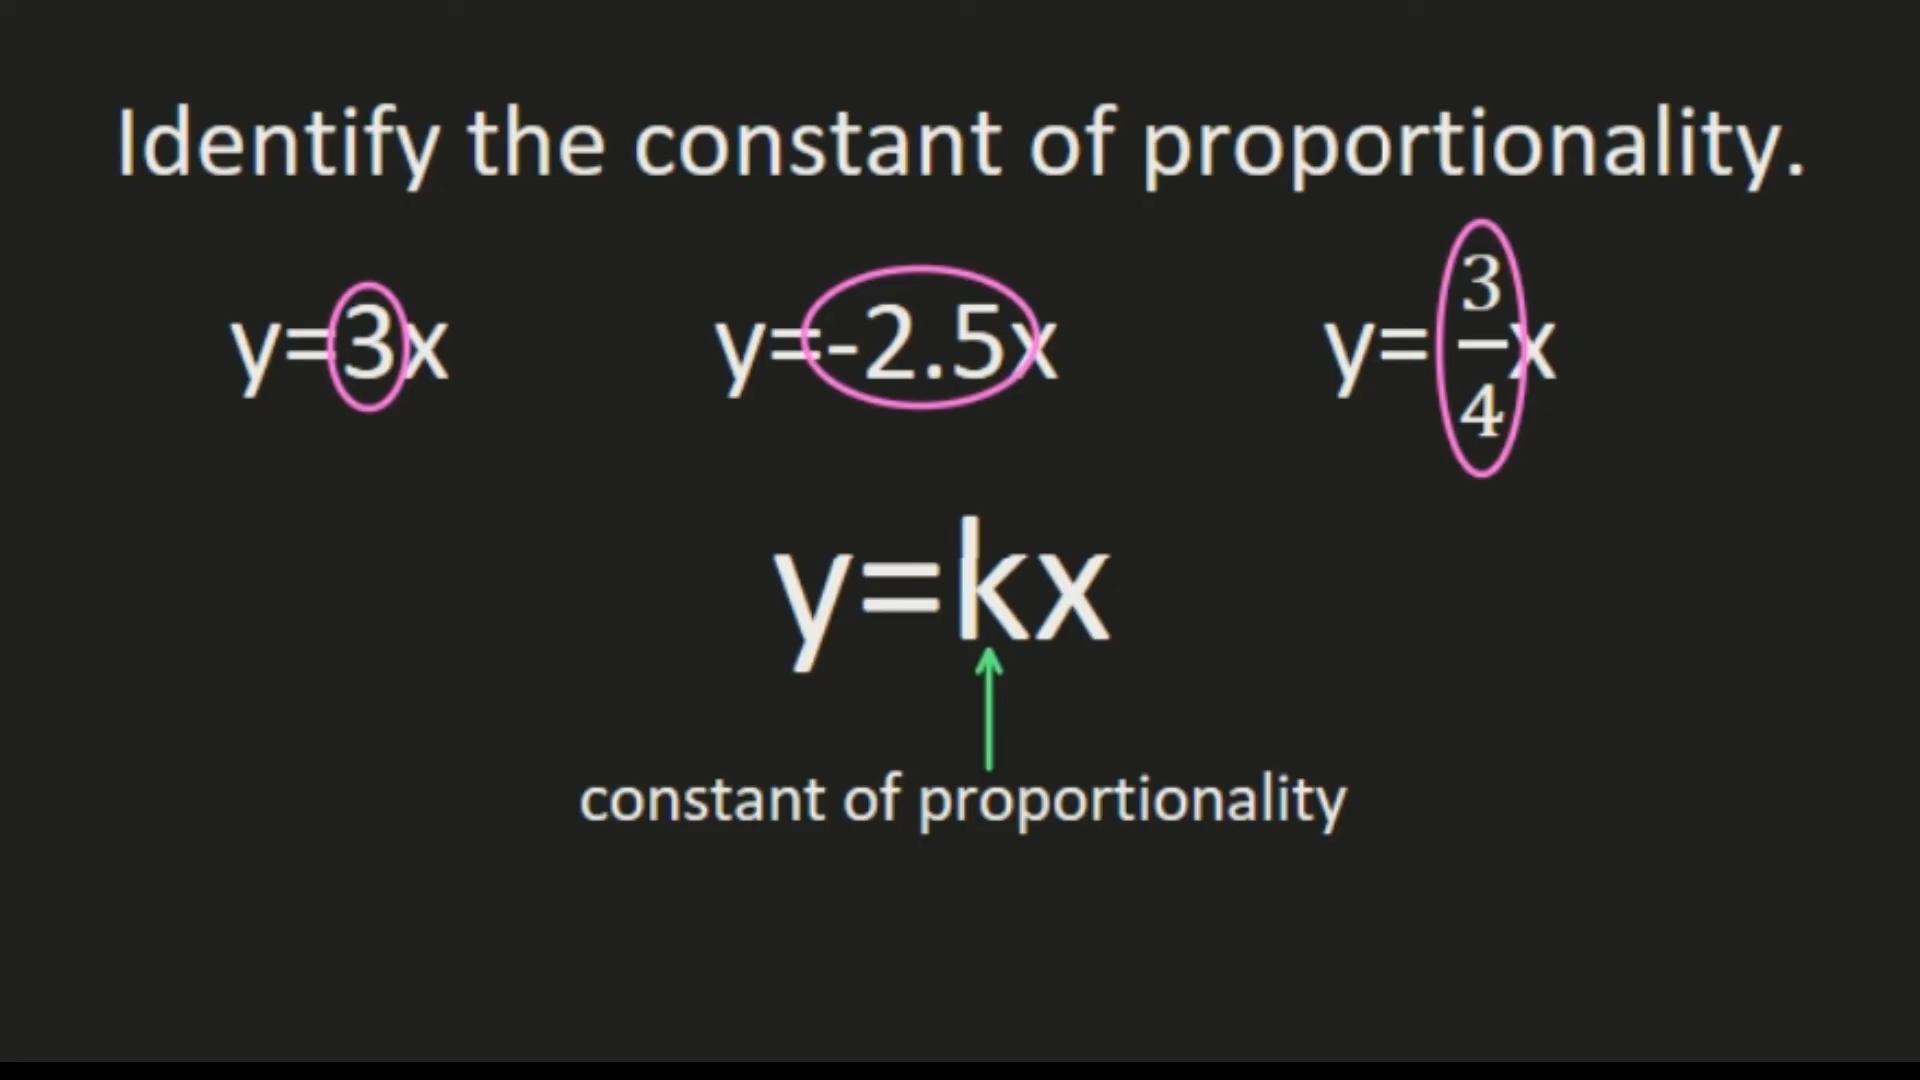 Identify the constant of proportionality.
y=3x y=-2.5x y=3/4x
y=kx
constant of proportionality